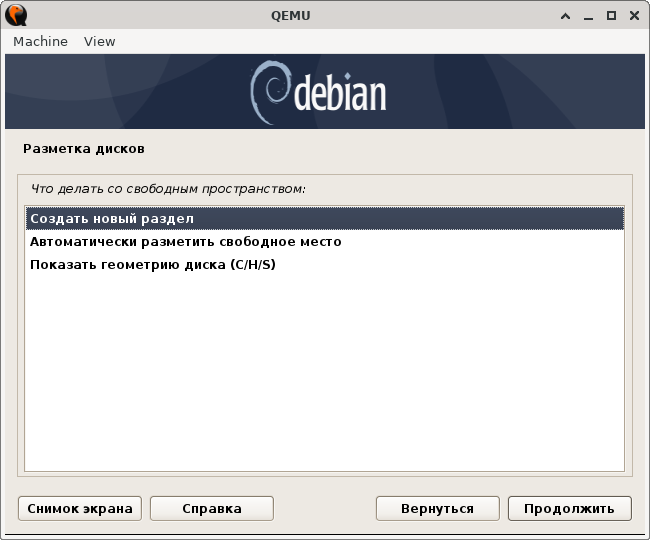 QEMU
Machine View
debian
Разметка дисков
Что делать со свободным пространством:
Создать новый раздел
Автоматически разметить свободное место
Показать геометрию диска (C/H/S)
Снимок экрана Справка Вернуться Продолжить